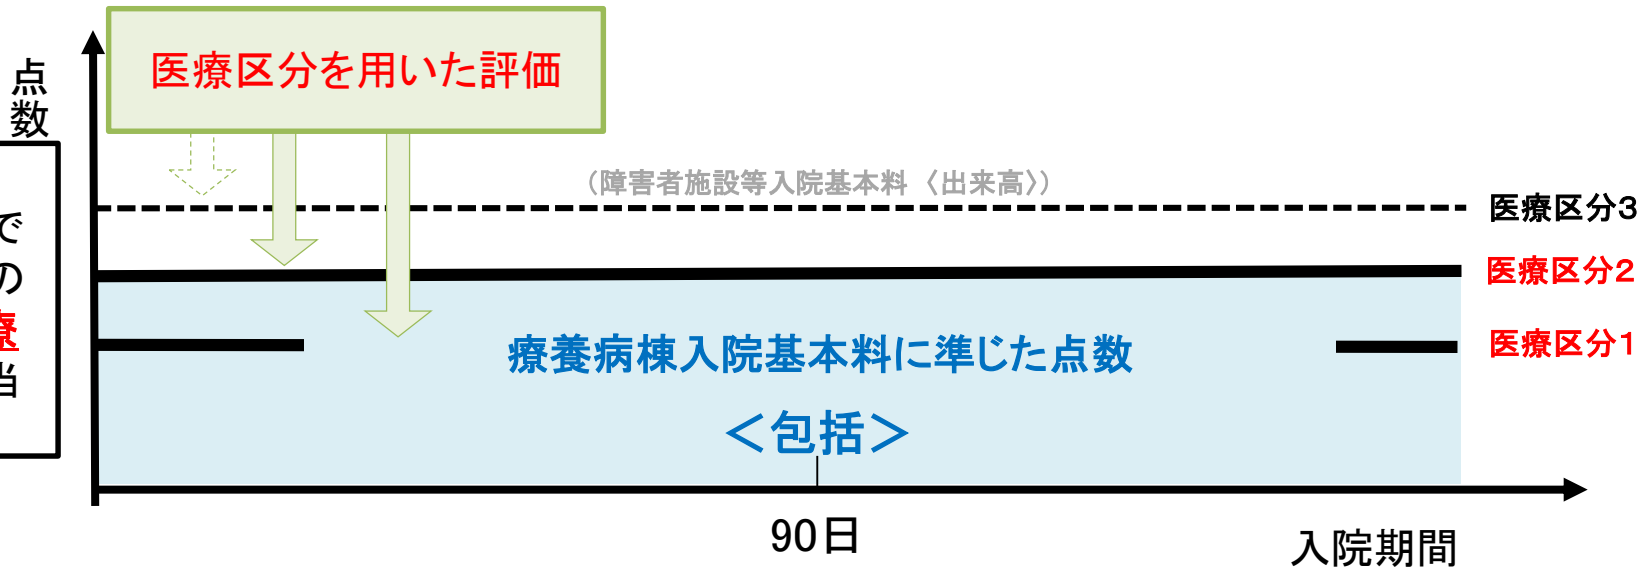 医療区分を用いた評価
点数
で
の
療
当
（障害者施設等入院基本料〈出来高〉）
医療区分3
医療区分2
医療区分1
療養病棟入院基本料に準じた点数
＜包括＞
90日
入院期間